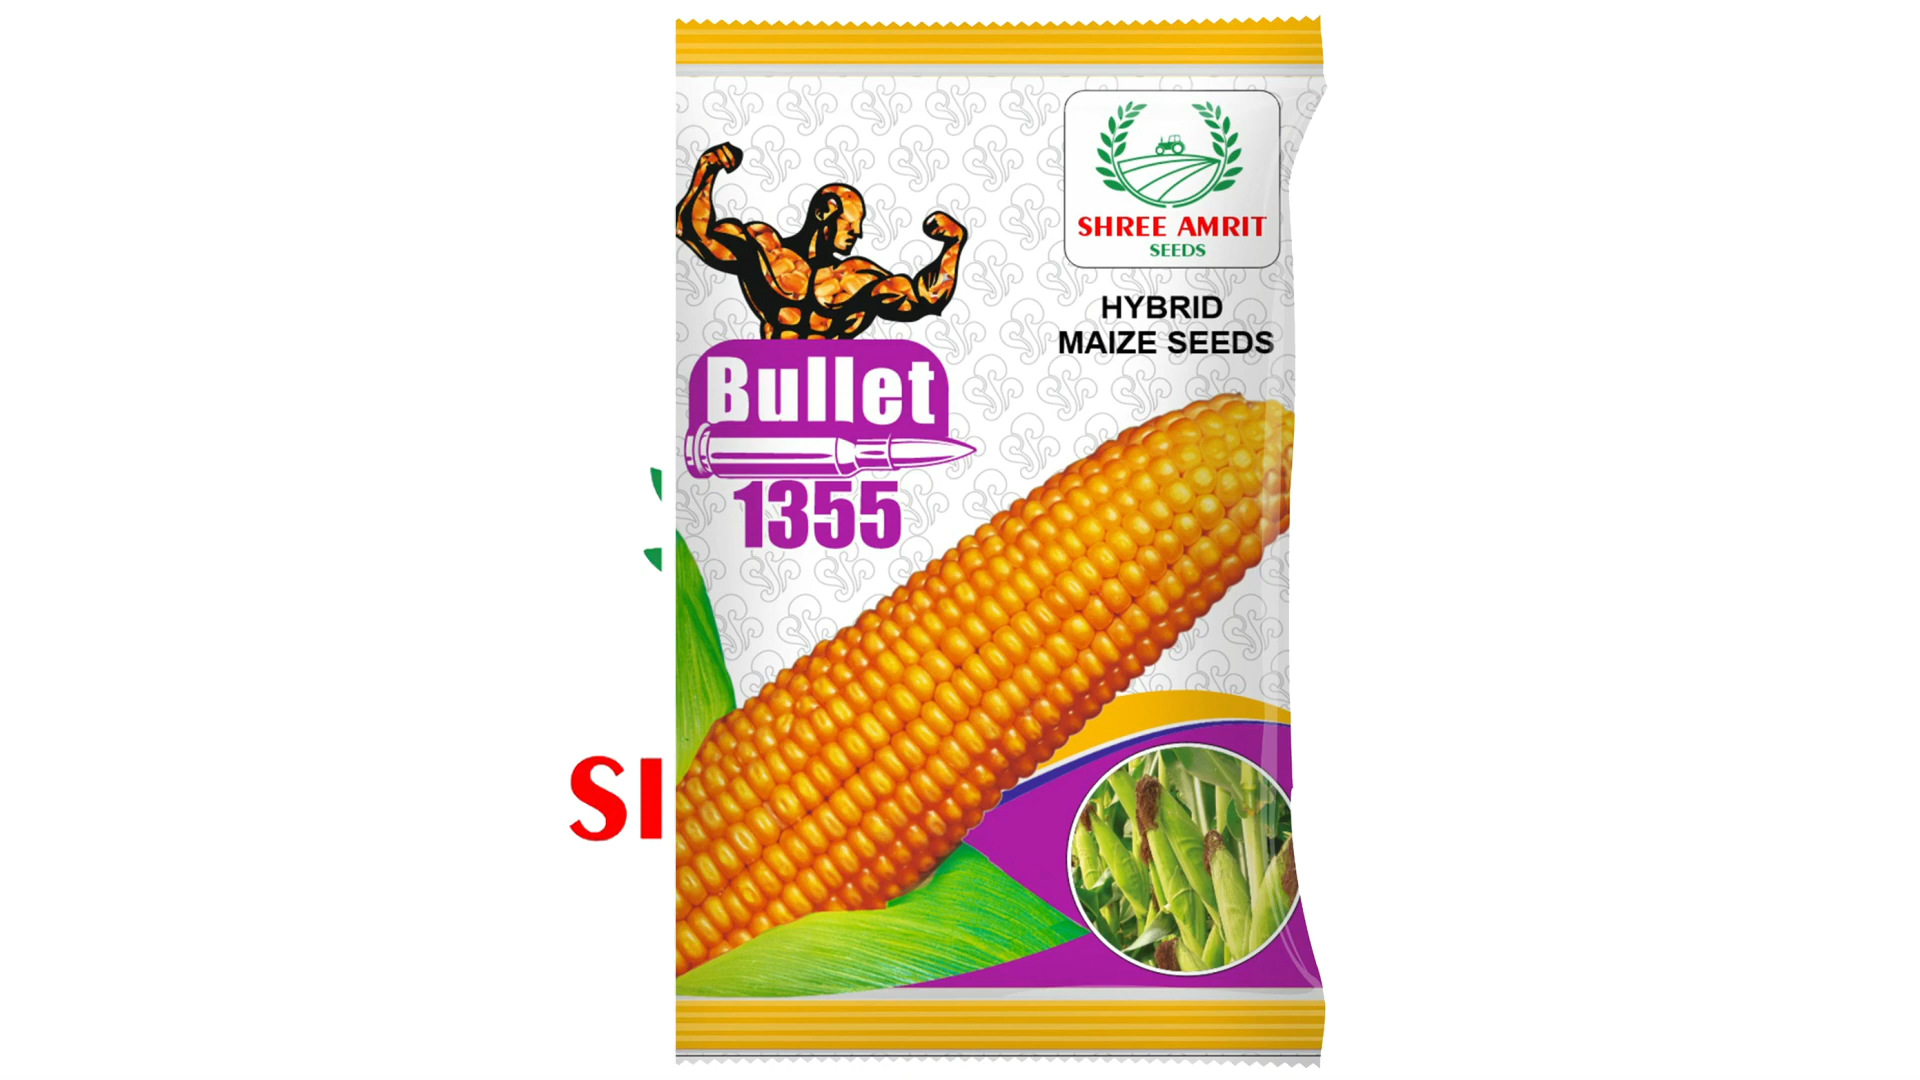 SHREE AMRIT
SEEDS
HYBRID
MAIZE SEEDS
Bullet
1355